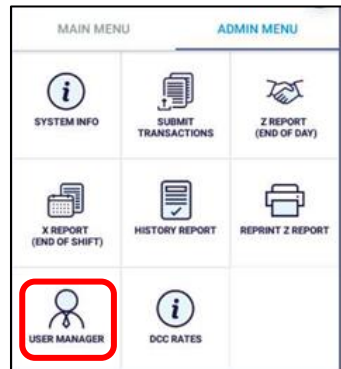 MAIN MENU
ADMIN MENU
SYSTEM INFO
SUBMIT
TRANSACTIONS
Z REPORT
(END OF DAY)
X REPORT
(END OF SHIFT)
HISTORY REPORT
REPRINT Z REPORT
USER MANAGER
DCC RATES